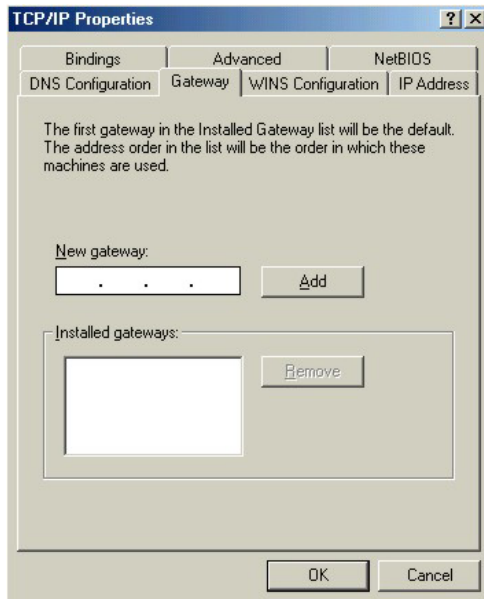 TCP/IP Properties
? X
Bindings Advanced NetBIOS
DNS Configuration Gateway WINS Configuration IP Address
The first gateway in the Installed Gateway list will be the default.
The address order in the list will be the order in which these
machines are used.
New gateway:
. . .
Add
Installed gateways:
Remove
OK Cancel